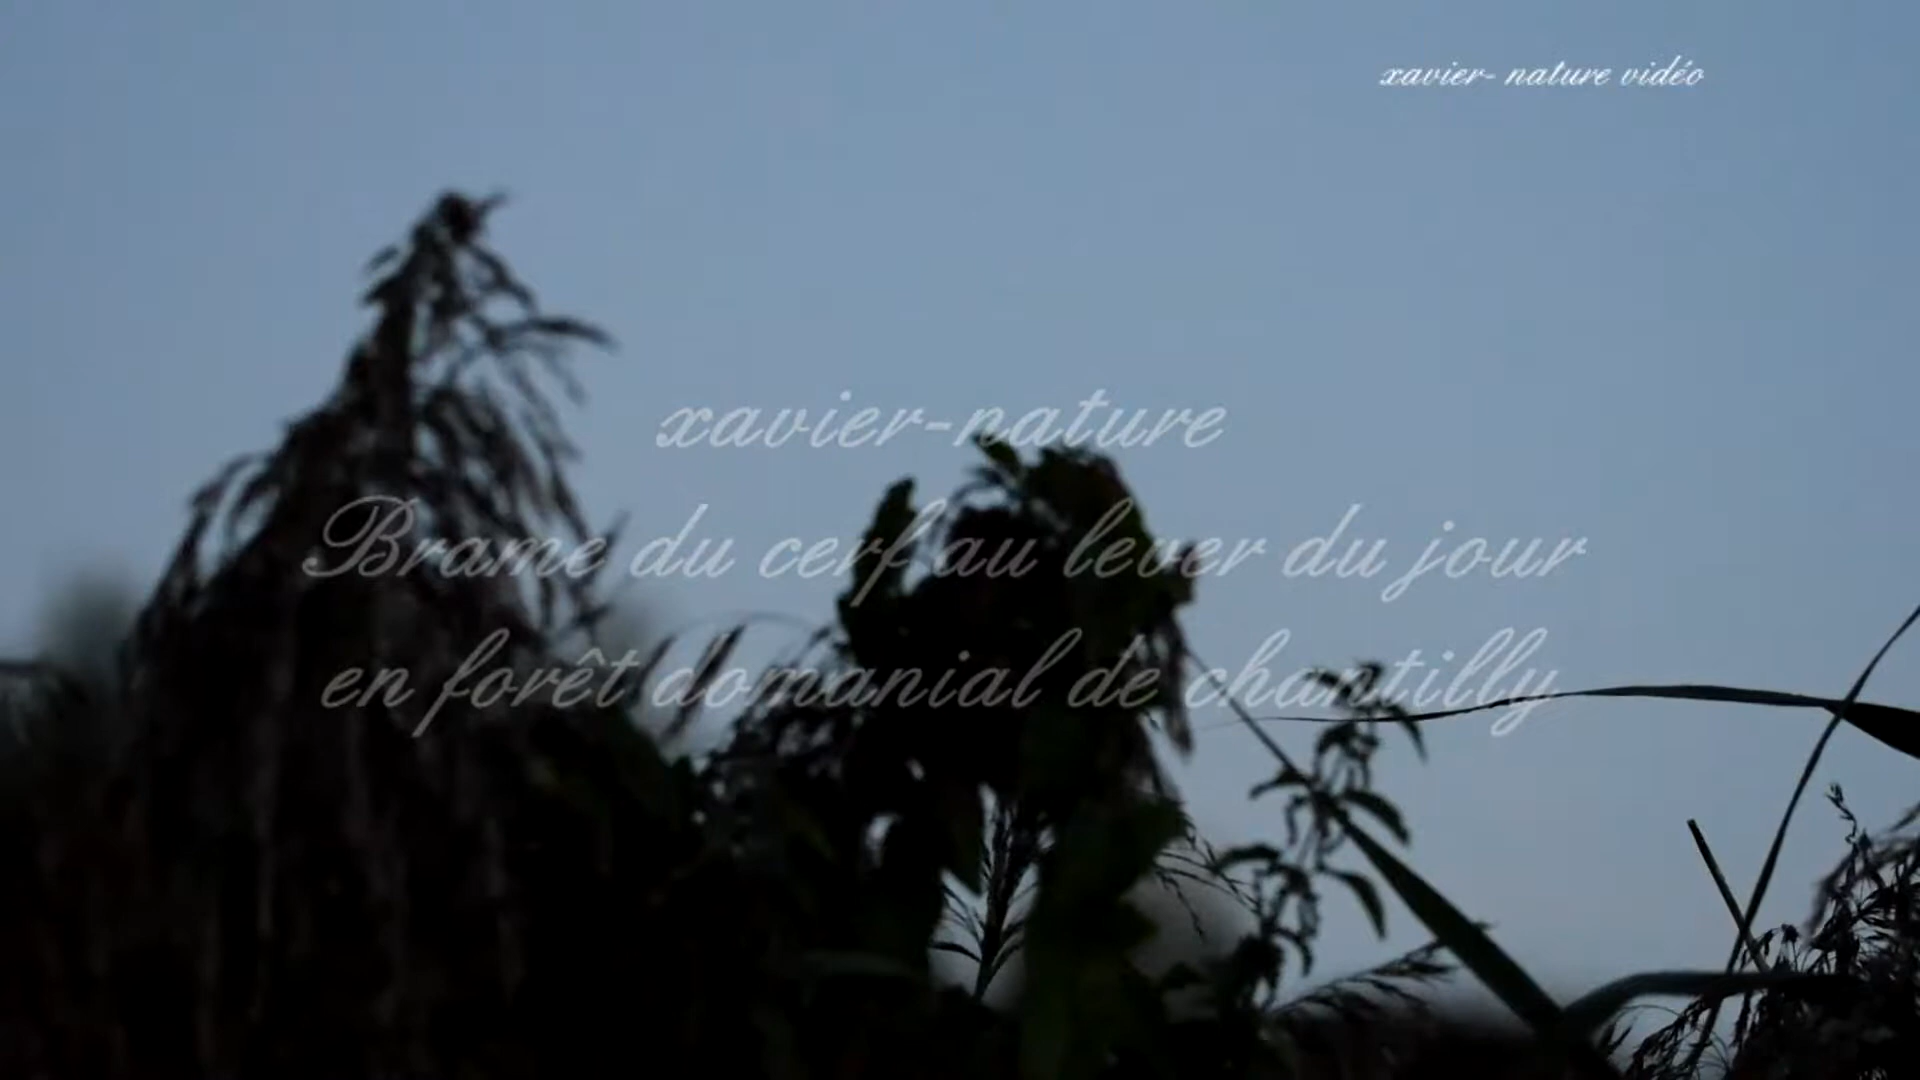 xavier- nature vidéo
xavier-nature
Brame du cerf au lever du jour
en forêt domanial de chantilly